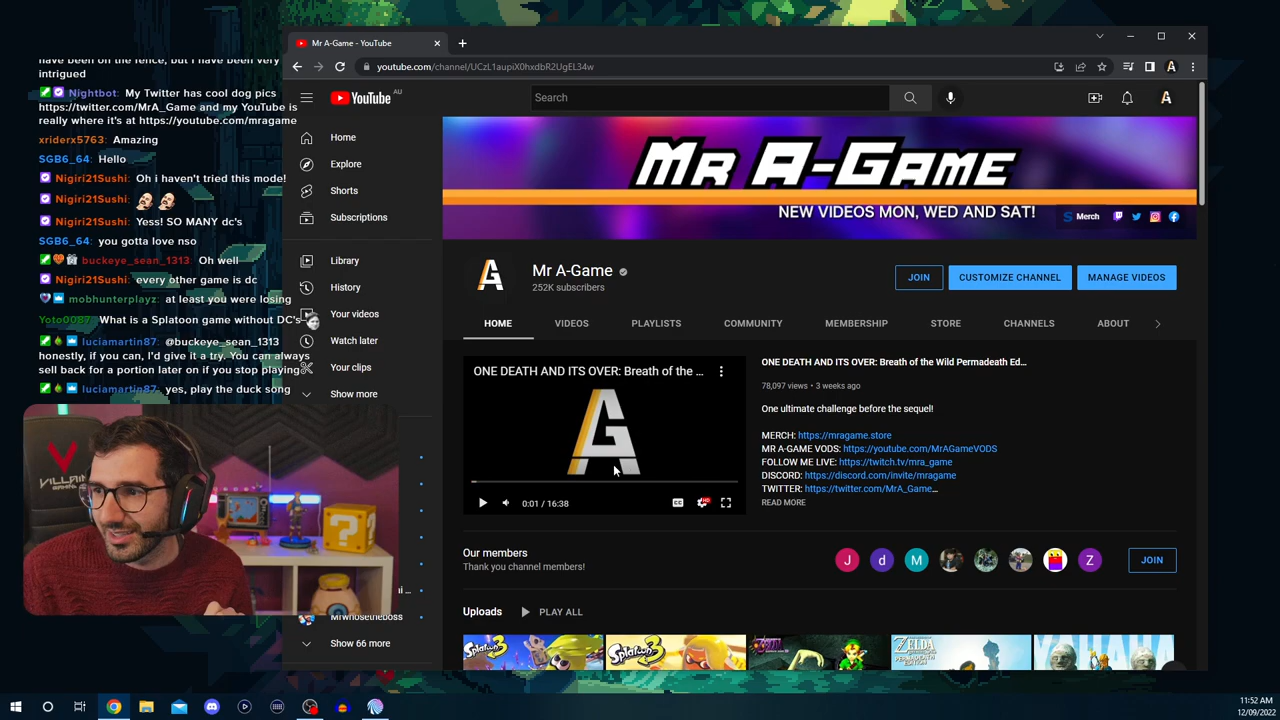 have been on the fence, but i have been very
intrigued
Nightbot: My Twitter has cool dog pics
https://twitter.com/MrA_Game and my YouTube is
really where it's at https://youtube.com/mragame
xriderx5763: Amazing
SGB6_64: Hello
Nigiri21Sushi: Oh i haven't tried this mode!
Nigiri21Sushi:
Nigiri21Sushi: Yess! SO MANY dc's
SGB6_64: you gotta love nso
buckeye_sean_1313: Oh well
Nigiri21Sushi: every other game is dc
mobhunterplayz: at least you were losing
Yoto0087: What is a Splatoon game without DC's
luciamartin87: @buckeye_sean_1313
honestly, if you can, I'd give it a try. You can always
sell back for a portion later on if you stop playing
luciamartin87: yes, play the duck song
Mr A-Game - YouTube
youtube.com/channel/UCzL1aupiX0hxdbR2UgEL34w
YouTube AU
Search
A
Home
Explore
Shorts
Subscriptions
Library
History
Your videos
Watch later
Your clips
Show more
Mrwhosetheboss
Show 66 more
MR A-GAME
NEW VIDEOS MON, WED AND SAT!
Merch
AG
Mr A-Game
252K subscribers
JOIN
CUSTOMIZE CHANNEL
MANAGE VIDEOS
HOME
VIDEOS
PLAYLISTS
COMMUNITY
MEMBERSHIP
STORE
CHANNELS
ABOUT
ONE DEATH AND ITS OVER: Breath of the ...
AG
0:01 / 16:38
CC
HD
ONE DEATH AND ITS OVER: Breath of the Wild Permadeath Ed...
78,097 views • 3 weeks ago
One ultimate challenge before the sequel!
MERCH: https://mragame.store
MR A-GAME VODS: https://youtube.com/MrAGameVODS
FOLLOW ME LIVE: https://twitch.tv/mra_game
DISCORD: https://discord.com/invite/mragame
TWITTER: https://twitter.com/MrA_Game...
READ MORE
Our members
Thank you channel members!
J
d
M
Z
JOIN
Uploads
PLAY ALL
Splatoon 3
Splatoon 3
ZELDA
11:52 AM
12/09/2022